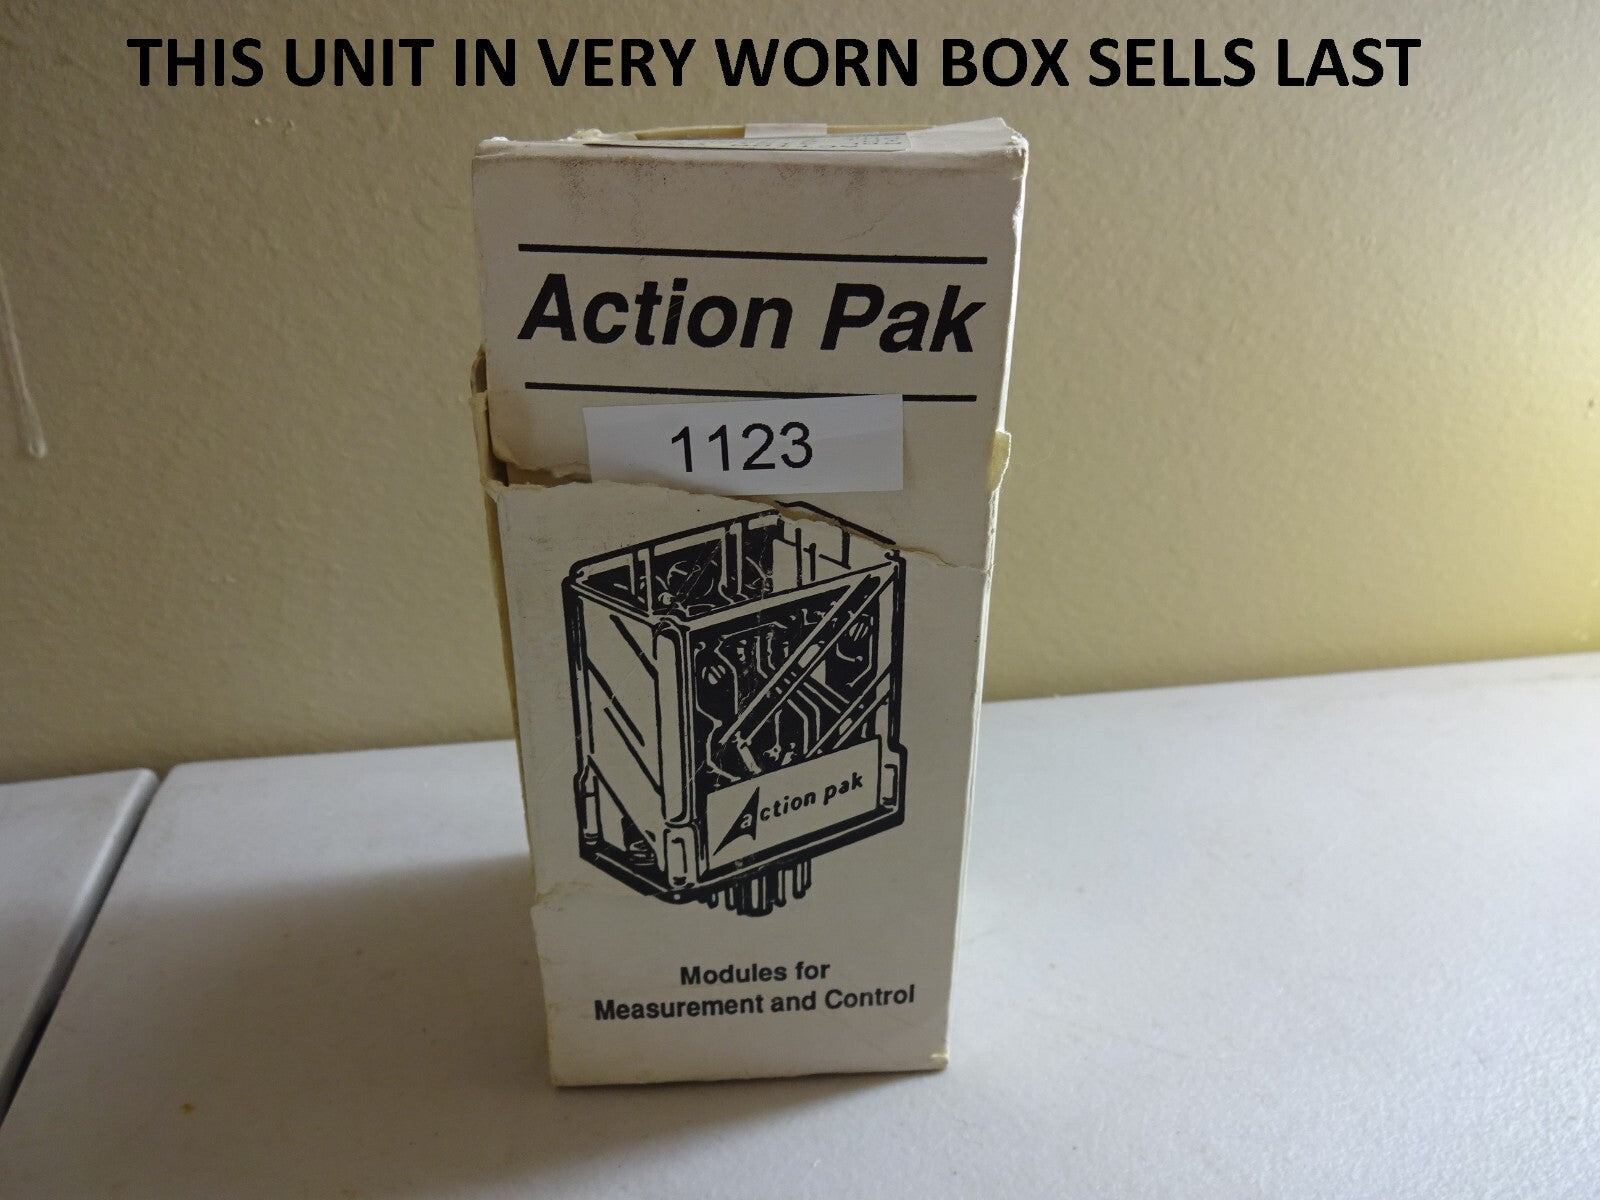 THIS UNIT IN VERY WORN BOX SELLS LAST
Action Pak
1123
action pak
Modules for
Measurement and Control